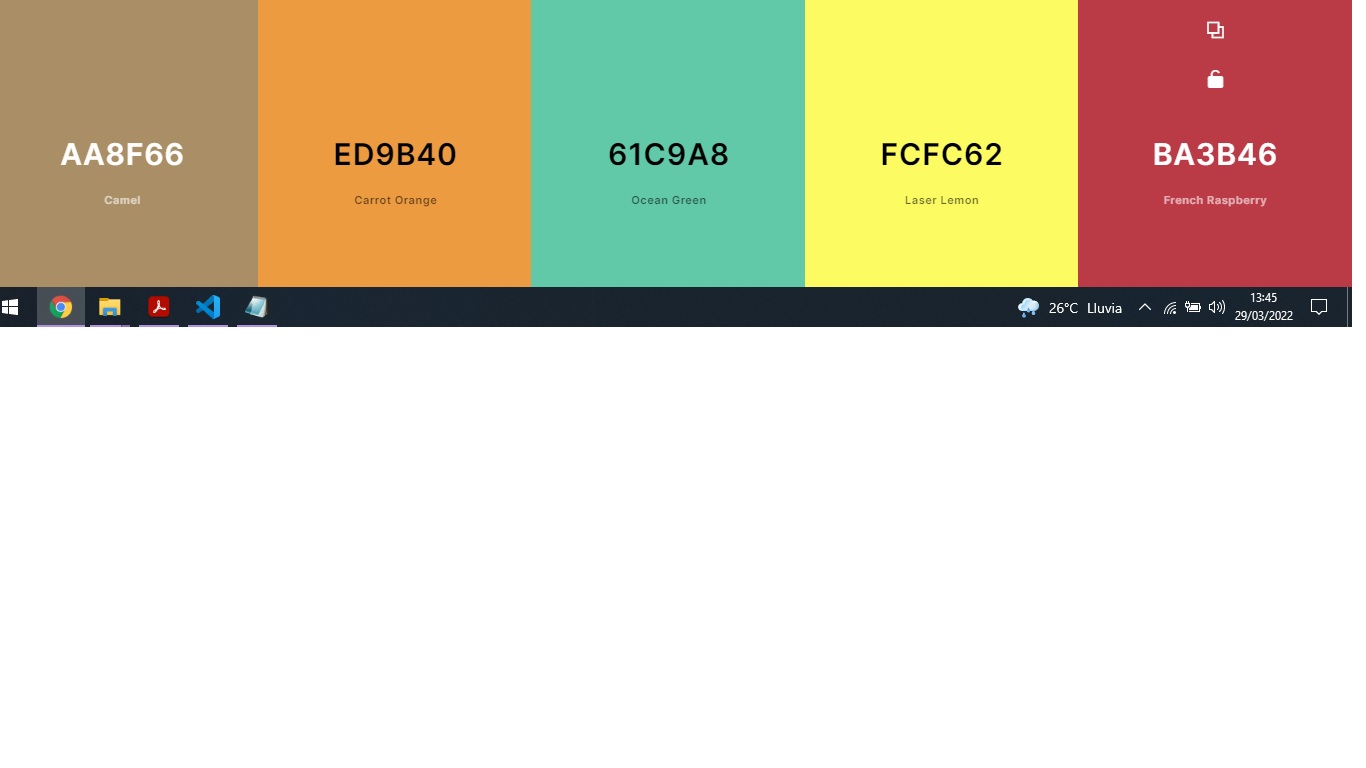 AA8F66
Camel
ED9B40
Carrot Orange
61C9A8
Ocean Green
FCFC62
Laser Lemon
BA3B46
French Raspberry
26°C Lluvia
13:45
29/03/2022